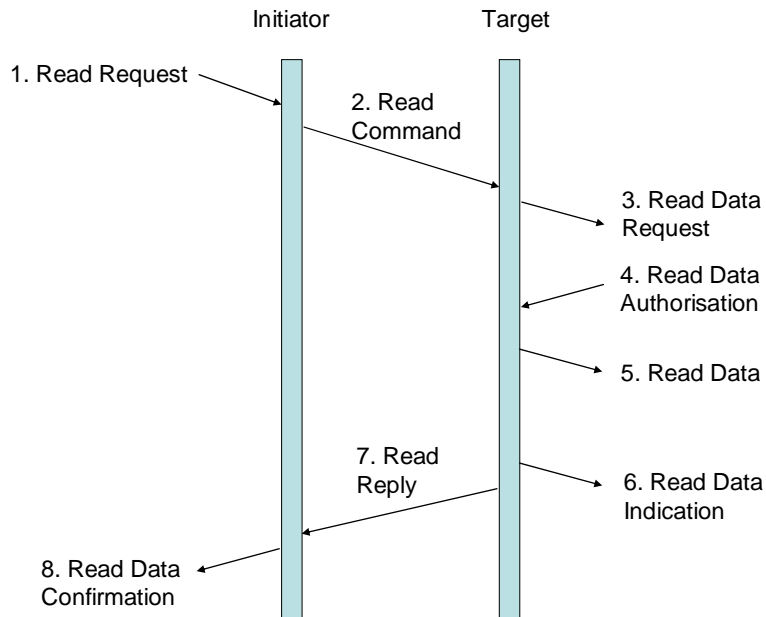 Initiator
Target
1. Read Request
2. Read
Command
3. Read Data
Request
4. Read Data
Authorisation
5. Read Data
7. Read
Reply
6. Read Data
Indication
8. Read Data
Confirmation